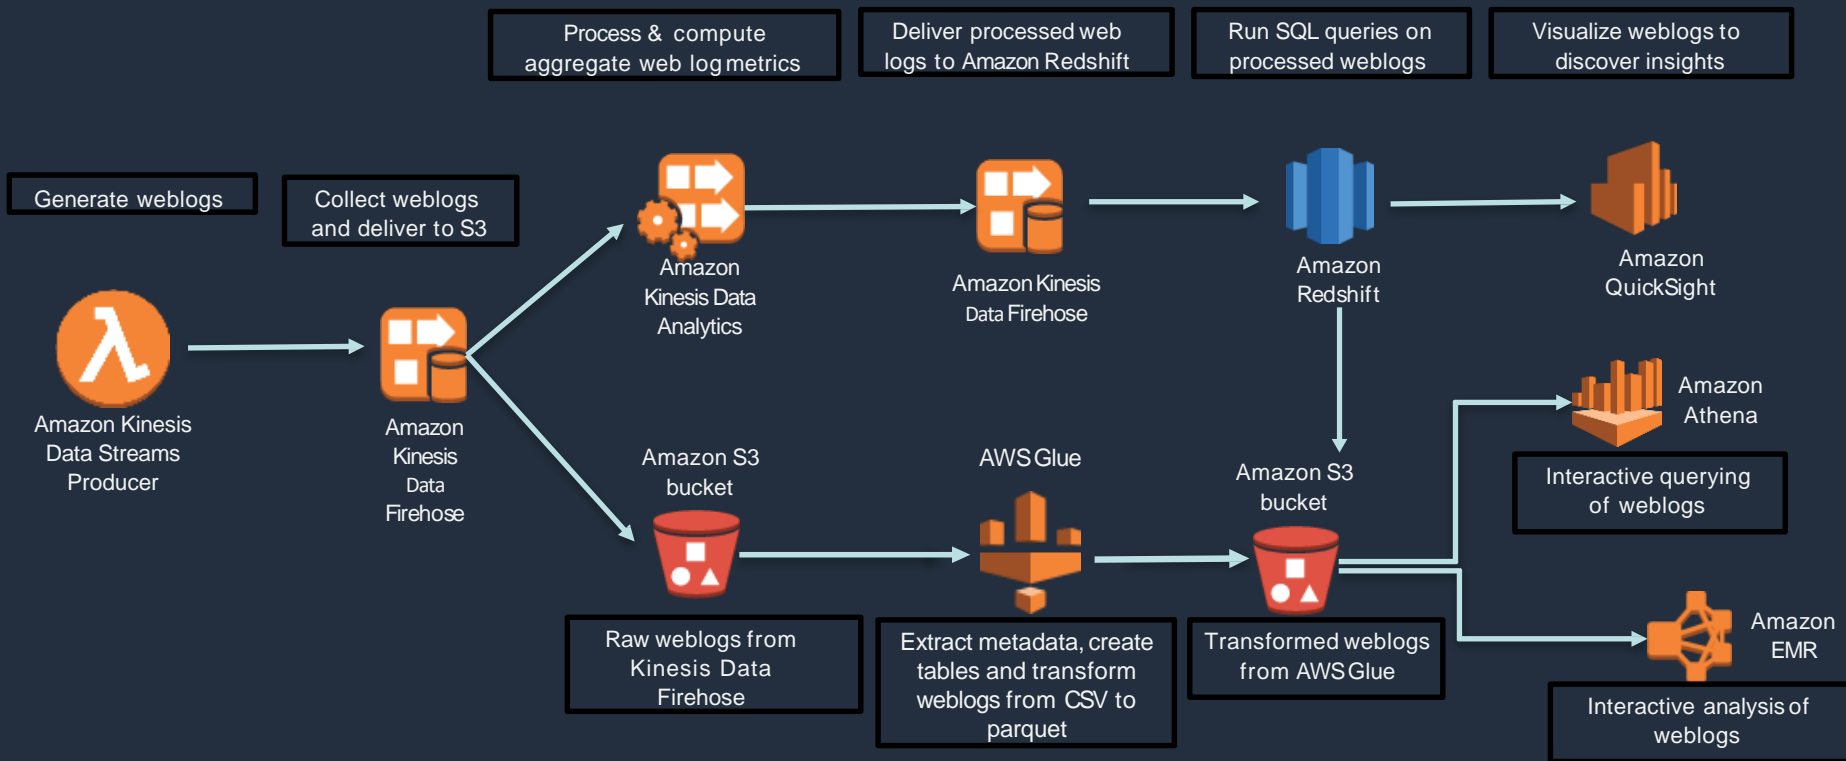 Process & compute
aggregate web log metrics
Deliver processed web
logs to Amazon Redshift
Run SQL queries on
processed weblogs
Visualize weblogs to
discover insights
Generate weblogs
Collect weblogs
and deliver to S3
Amazon
Kinesis Data
Analytics
Amazon Kinesis
Data Firehose
Amazon
Redshift
Amazon
QuickSight
Amazon Kinesis
Data Streams
Producer
Amazon
Kinesis
Data
Firehose
Amazon S3
bucket
AWS Glue
Amazon S3
bucket
Amazon
Athena
Interactive querying
of weblogs
Raw weblogs from
Kinesis Data
Firehose
Extract metadata, create
tables and transform
weblogs from CSV to
parquet
Transformed weblogs
from AWS Glue
Amazon
EMR
Interactive analysis of
weblogs